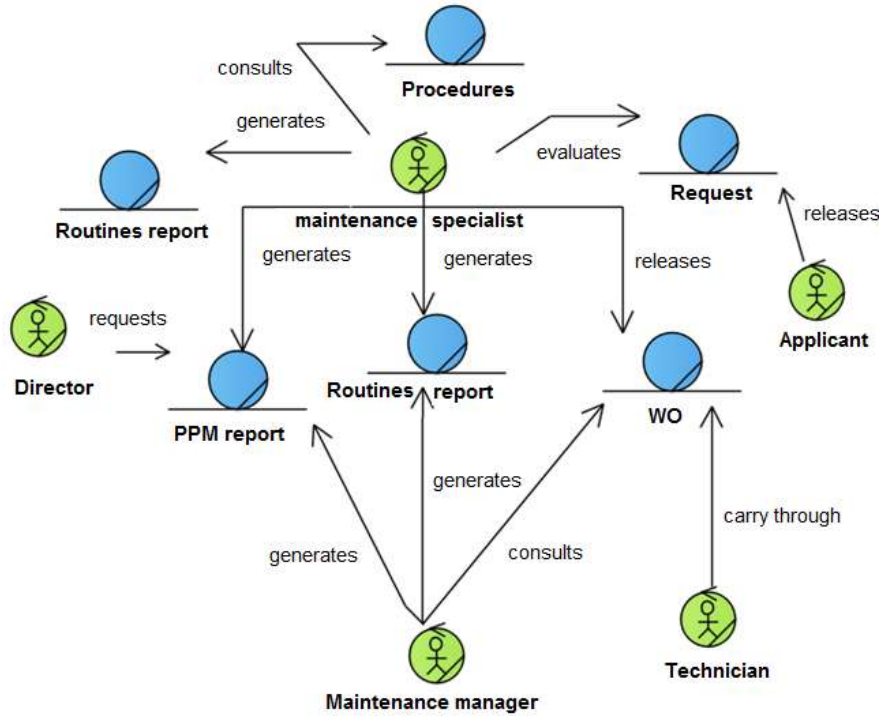 consults
Procedures
generates
evaluates
Request
Routines report
maintenance specialist
releases
generates
generates
releases
requests
Applicant
Director
Routines report
PPM report
WO
generates
carry through
generates
consults
Technician
Maintenance manager